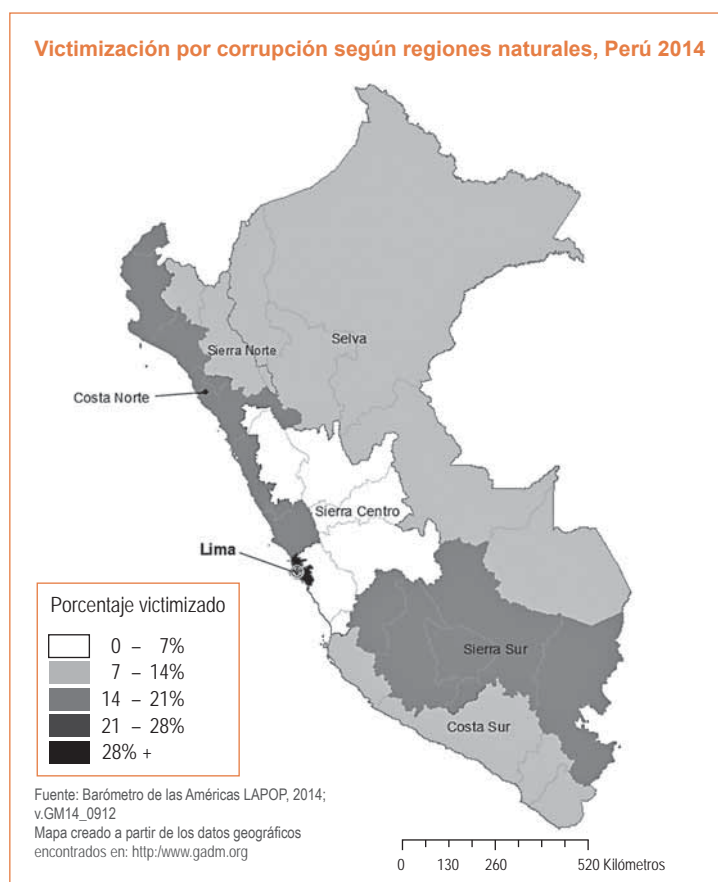 Victimización por corrupción según regiones naturales, Perú 2014
Selva
Sierra Norte
Costa Norte
Sierra Centro
Lima
Sierra Sur
Costa Sur
Porcentaje victimizado
0 – 7%
7 – 14%
14 – 21%
21 – 28%
28% +
Fuente: Barómetro de las Américas LAPOP, 2014;
v.GM14_0912
Mapa creado a partir de los datos geográficos
encontrados en: http:/www.gadm.org
0 130 260 520 Kilómetros